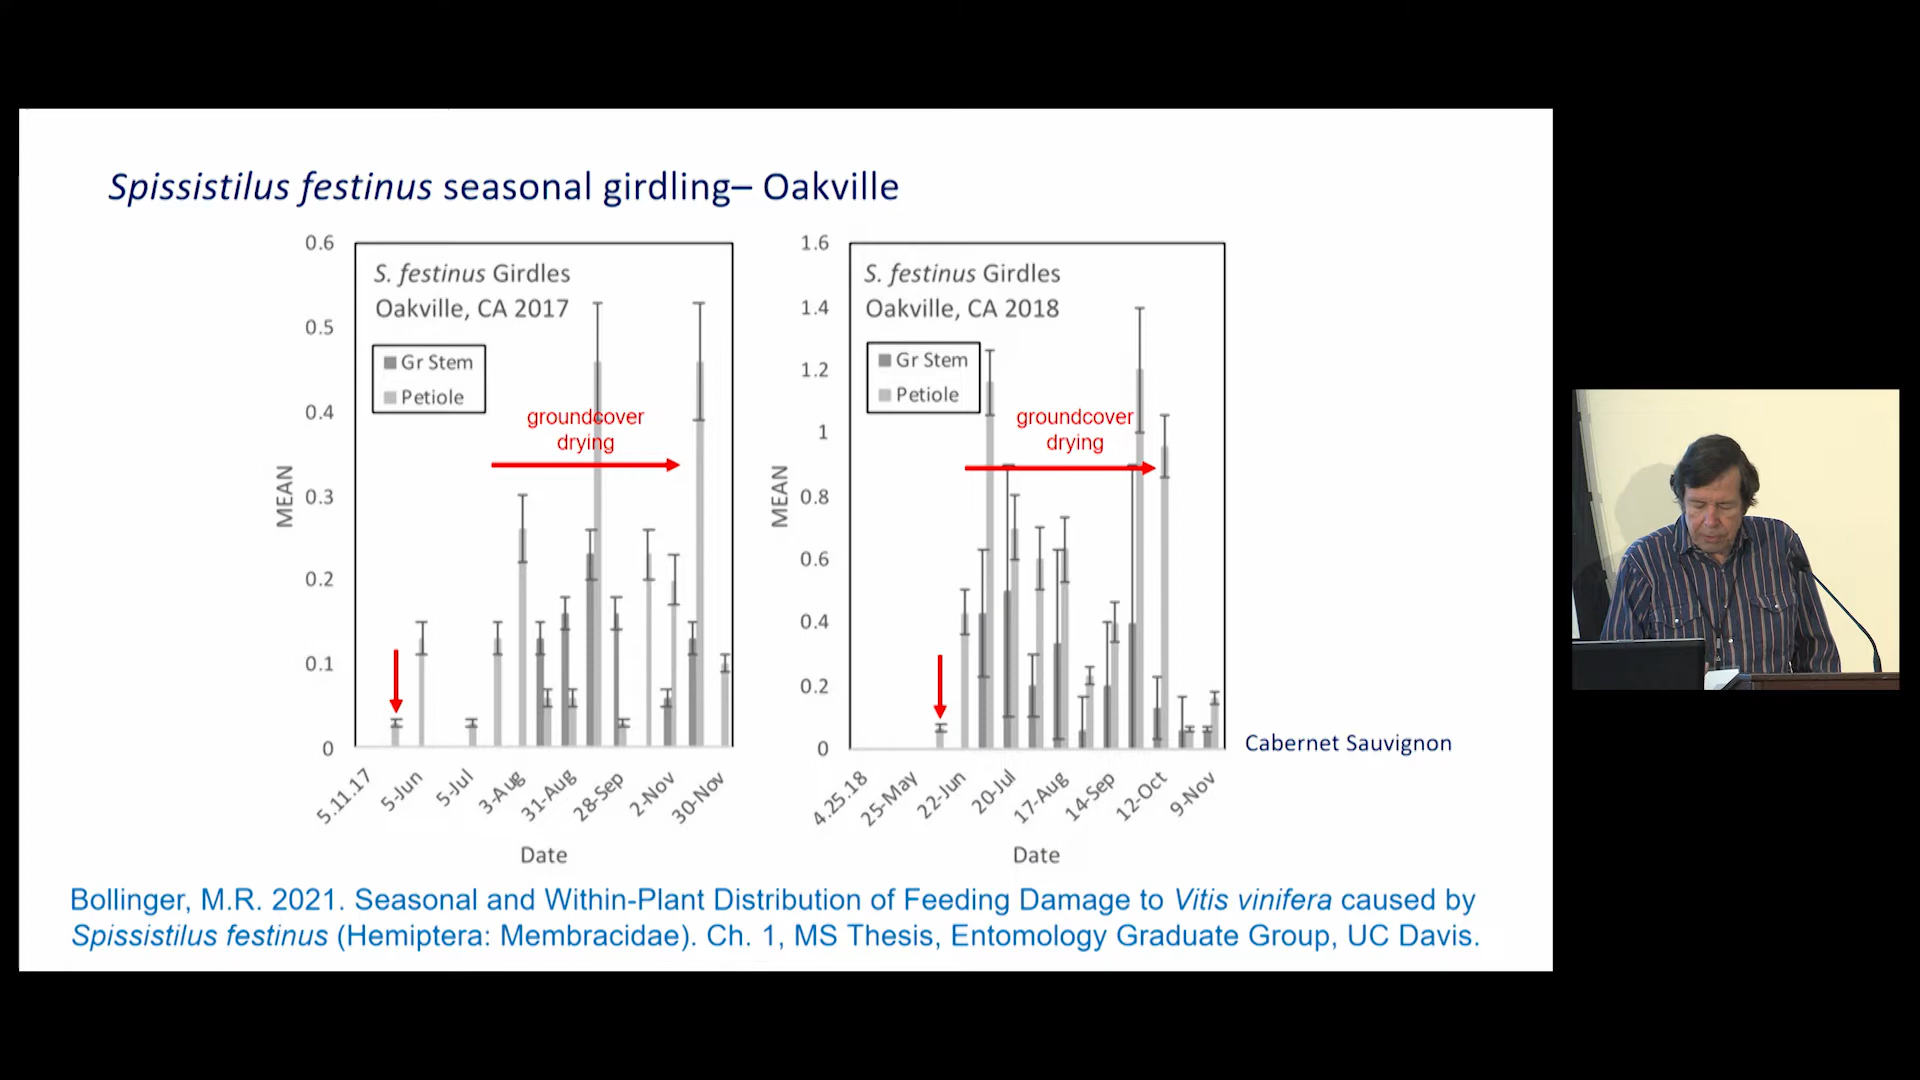 Spissistilus festinus seasonal girdling– Oakville
0.6
0.5
0.4
0.3
0.2
0.1
0
MEAN
S. festinus Girdles
Oakville, CA 2017
Gr Stem
Petiole
groundcover
drying
5.11.17
5-Jun
5-Jul
3-Aug
31-Aug
28-Sep
2-Nov
30-Nov
Date
1.6
1.4
1.2
1
0.8
0.6
0.4
0.2
0
MEAN
S. festinus Girdles
Oakville, CA 2018
Gr Stem
Petiole
groundcover
drying
4.25.18
25-May
22-Jun
20-Jul
17-Aug
14-Sep
12-Oct
9-Nov
Date
Cabernet Sauvignon
Bollinger, M.R. 2021. Seasonal and Within-Plant Distribution of Feeding Damage to Vitis vinifera caused by
Spissistilus festinus (Hemiptera: Membracidae). Ch. 1, MS Thesis, Entomology Graduate Group, UC Davis.